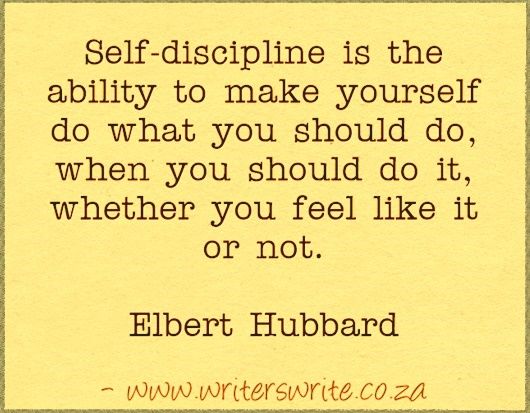 Self-discipline is the
ability to make yourself
do what you should do,
when you should do it,
whether you feel like it
or not.
Elbert Hubbard
- www.writerswrite.co.za